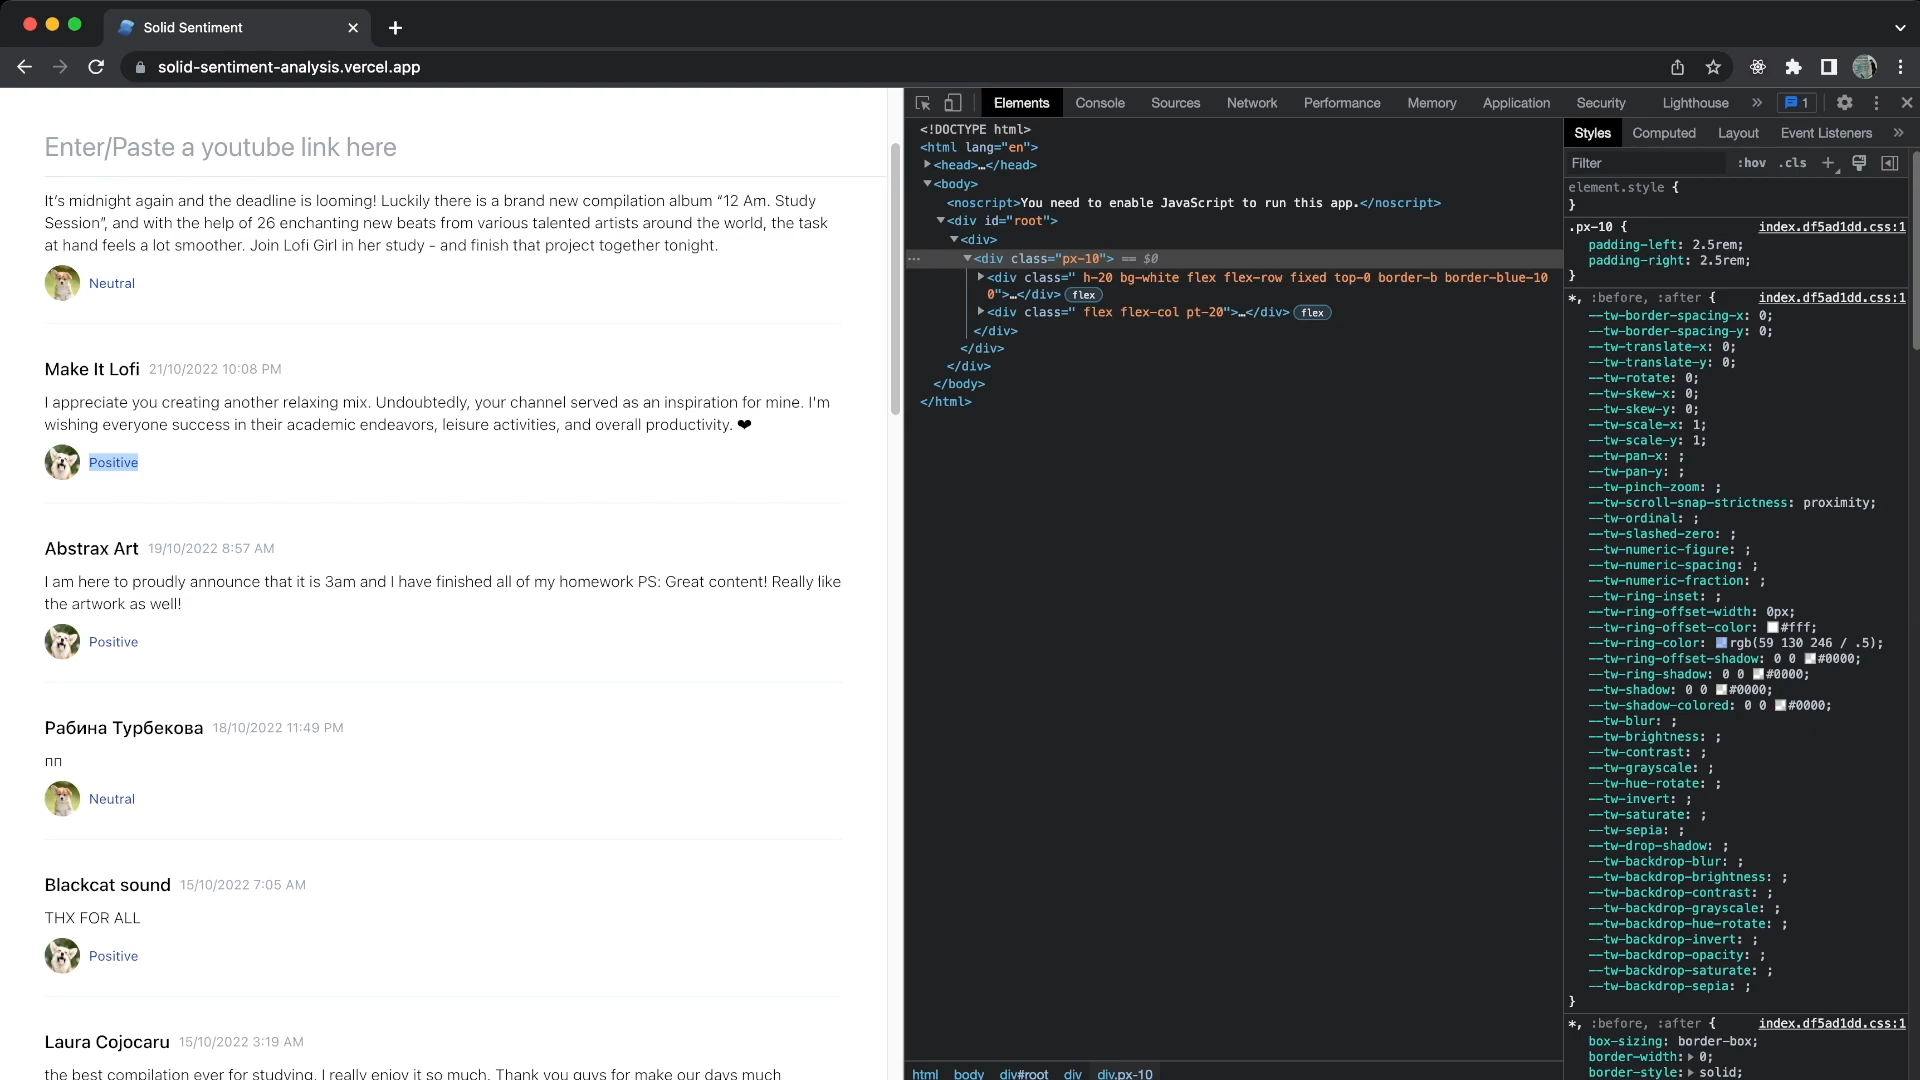 Solid Sentiment
solid-sentiment-analysis.vercel.app
Enter/Paste a youtube link here
It’s midnight again and the deadline is looming! Luckily there is a brand new compilation album “12 Am. Study
Session”, and with the help of 26 enchanting new beats from various talented artists around the world, the task
at hand feels a lot smoother. Join Lofi Girl in her study - and finish that project together tonight.
Neutral
Make It Lofi 21/10/2022 10:08 PM
I appreciate you creating another relaxing mix. Undoubtedly, your channel served as an inspiration for mine. I'm
wishing everyone success in their academic endeavors, leisure activities, and overall productivity. ❤
Positive
Abstrax Art 19/10/2022 8:57 AM
I am here to proudly announce that it is 3am and I have finished all of my homework PS: Great content! Really like
the artwork as well!
Positive
Рабина Турбекова 18/10/2022 11:49 PM
пп
Neutral
Blackcat sound 15/10/2022 7:05 AM
THX FOR ALL
Positive
Laura Cojocaru 15/10/2022 3:19 AM
the best compilation ever for studying. I really enjoy it so much. Thank you guys for make our days much
Elements Console Sources Network Performance Memory Application Security Lighthouse » 1
<!DOCTYPE html>
<html lang="en">
<head>…</head>
<body>
<noscript>You need to enable JavaScript to run this app.</noscript>
<div id="root">
<div>
<div class="px-10"> == $0
<div class=" h-20 bg-white flex flex-row fixed top-0 border-b border-blue-10
0">…</div> flex
<div class=" flex flex-col pt-20">…</div> flex
</div>
</div>
</div>
</body>
</html>
html body div#root div div.px-10
Styles Computed Layout Event Listeners »
Filter :hov .cls +
element.style {
}
.px-10 { index.df5ad1dd.css:1
padding-left: 2.5rem;
padding-right: 2.5rem;
}
*, :before, :after { index.df5ad1dd.css:1
--tw-border-spacing-x: 0;
--tw-border-spacing-y: 0;
--tw-translate-x: 0;
--tw-translate-y: 0;
--tw-rotate: 0;
--tw-skew-x: 0;
--tw-skew-y: 0;
--tw-scale-x: 1;
--tw-scale-y: 1;
--tw-pan-x: ;
--tw-pan-y: ;
--tw-pinch-zoom: ;
--tw-scroll-snap-strictness: proximity;
--tw-ordinal: ;
--tw-slashed-zero: ;
--tw-numeric-figure: ;
--tw-numeric-spacing: ;
--tw-numeric-fraction: ;
--tw-ring-inset: ;
--tw-ring-offset-width: 0px;
--tw-ring-offset-color: #fff;
--tw-ring-color: rgb(59 130 246 / .5);
--tw-ring-offset-shadow: 0 0 #0000;
--tw-ring-shadow: 0 0 #0000;
--tw-shadow: 0 0 #0000;
--tw-shadow-colored: 0 0 #0000;
--tw-blur: ;
--tw-brightness: ;
--tw-contrast: ;
--tw-grayscale: ;
--tw-hue-rotate: ;
--tw-invert: ;
--tw-saturate: ;
--tw-sepia: ;
--tw-drop-shadow: ;
--tw-backdrop-blur: ;
--tw-backdrop-brightness: ;
--tw-backdrop-contrast: ;
--tw-backdrop-grayscale: ;
--tw-backdrop-hue-rotate: ;
--tw-backdrop-invert: ;
--tw-backdrop-opacity: ;
--tw-backdrop-saturate: ;
--tw-backdrop-sepia: ;
}
*, :before, :after { index.df5ad1dd.css:1
box-sizing: border-box;
border-width: 0;
border-style: solid;